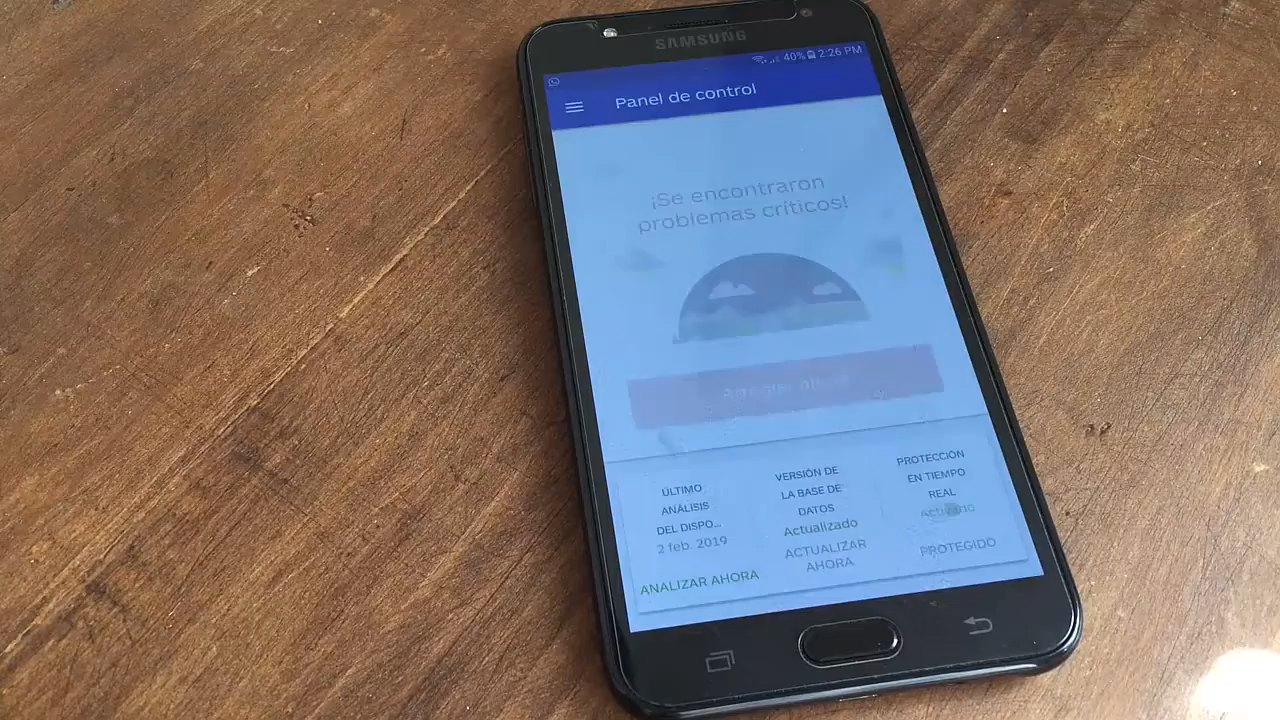 SAMSUNG
40% 2:26 PM
Panel de control
¡Se encontraron
problemas críticos!
ÚLTIMO
ANÁLISIS
DEL DISPO...
2 feb. 2019
ANALIZAR AHORA
VERSIÓN DE
LA BASE DE
DATOS
Actualizado
ACTUALIZAR
AHORA
PROTECCIÓN
EN TIEMPO
REAL
Activado
PROTEGIDO